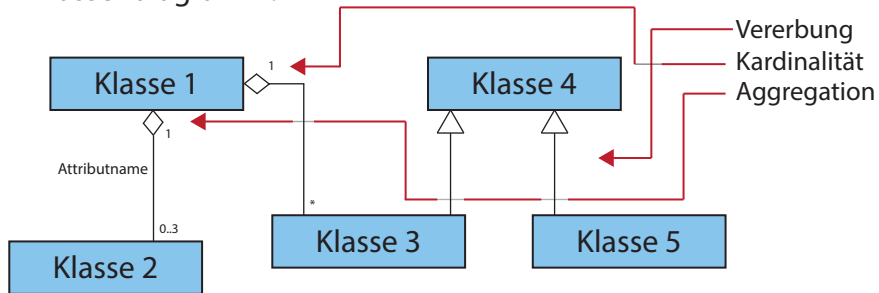 Vererbung
Kardinalität
Aggregation
1
Klasse 1
Klasse 4
1
Attributname
*
0..3
Klasse 3
Klasse 5
Klasse 2